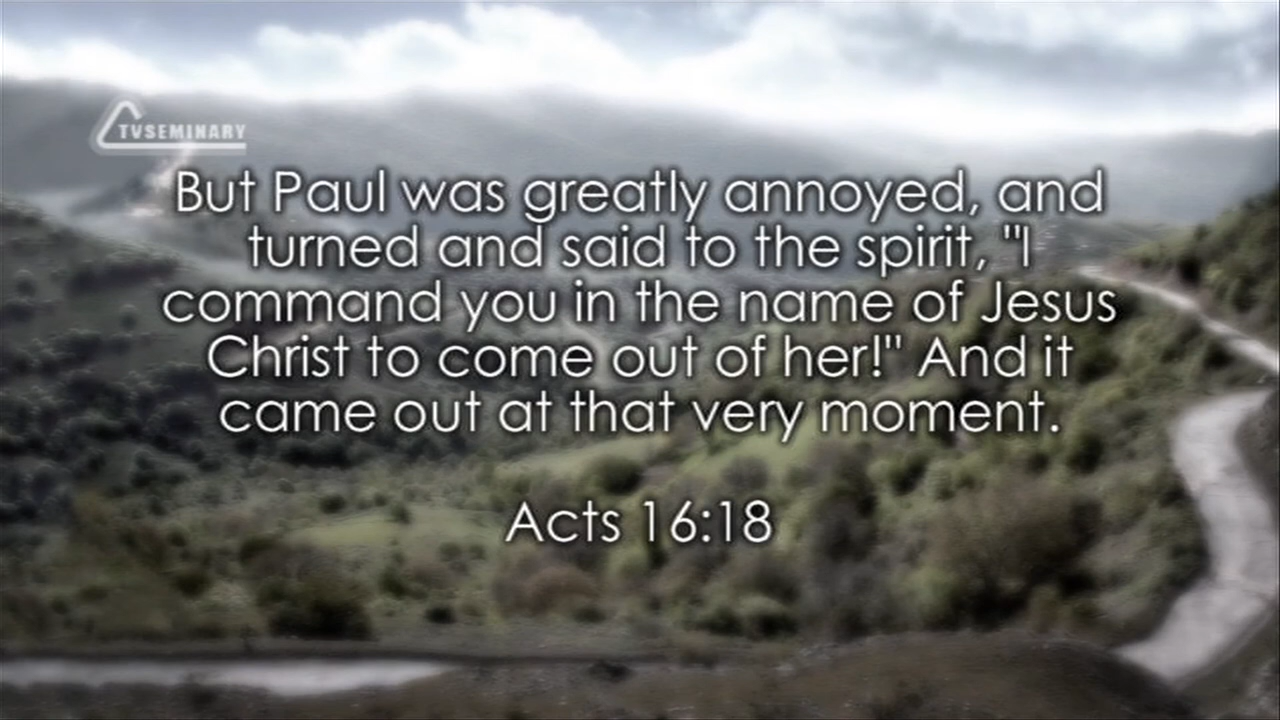 TVSEMINARY
But Paul was greatly annoyed, and
turned and said to the spirit, "I
command you in the name of Jesus
Christ to come out of her!" And it
came out at that very moment.
Acts 16:18